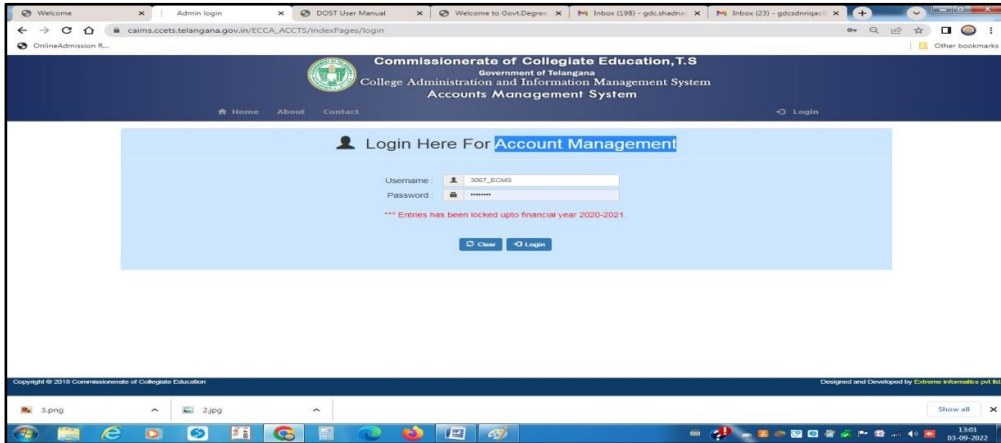 Welcome
Admin login
DOST User Manual
Welcome to Govt.Degree
Inbox (198) - gdc.shadna
Inbox (23) - gdcsdnriqac
caims.ccets.telangana.gov.in/ECCA_ACCTS/indexPages/login
OnlineAdmission R...
Other bookmarks
Commissionerate of Collegiate Education,T.S
Government of Telangana
College Administration and Information Management System
Accounts Management System
Home About Contact
Login
Login Here For Account Management
Username : 3067_ECMS
Password : ••••••••
*** Entries has been locked upto financial year 2020-2021.
Clear Login
Copyright © 2018 Commissionerate of Collegiate Education
Designed and Developed by Extreme informatics pvt ltd.
3.png
2.jpg
Show all
13:01
03-09-2022